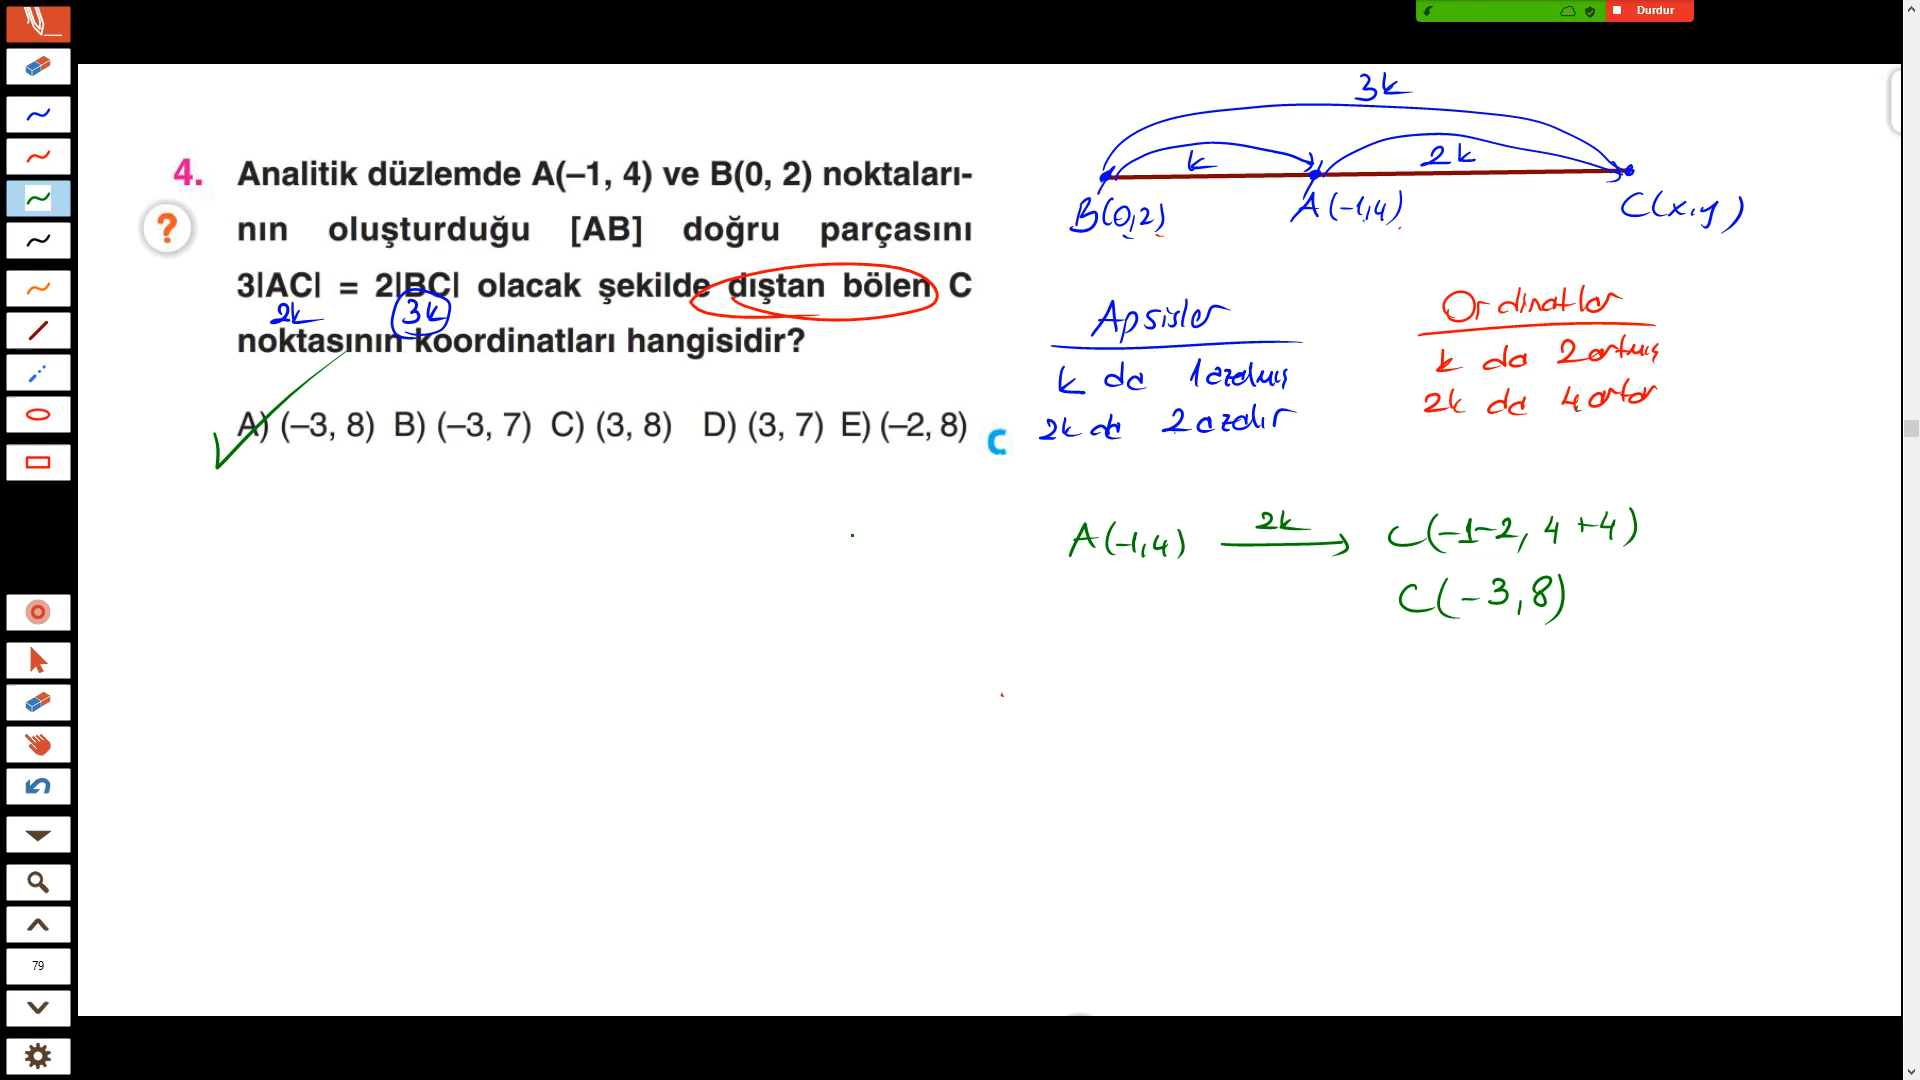 Durdur
4. Analitik düzlemde A(–1, 4) ve B(0, 2) noktaları-
nın oluşturduğu [AB] doğru parçasını
3|AC| = 2|BC| olacak şekilde dıştan bölen C
2k 3k
noktasının koordinatları hangisidir?
A) (–3, 8) B) (–3, 7) C) (3, 8) D) (3, 7) E) (–2, 8)
C
3k
k 2k
B(0,2) A(-1,4) C(x,y)
Apsisler
k da 1 azalmış
2k da 2 azalır
Ordinatlar
k da 2 artmış
2k da 4 artar
A(-1,4) 2k C(-1-2, 4+4)
C(-3,8)
79